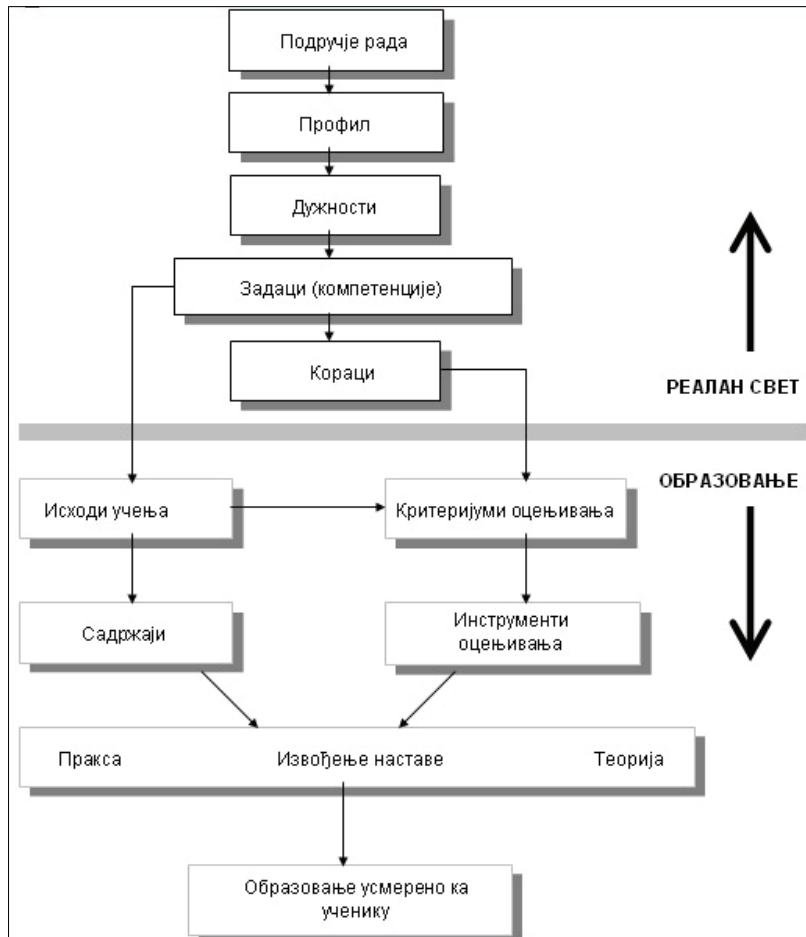 Подручје рада
Профил
Дужности
Задаци (компетенције)
Кораци
РЕАЛАН СВЕТ
ОБРАЗОВАЊЕ
Исходи учења
Критеријуми оцењивања
Садржаји
Инструменти
оцењивања
Пракса Извођење наставе Теорија
Образовање усмерено ка
ученику